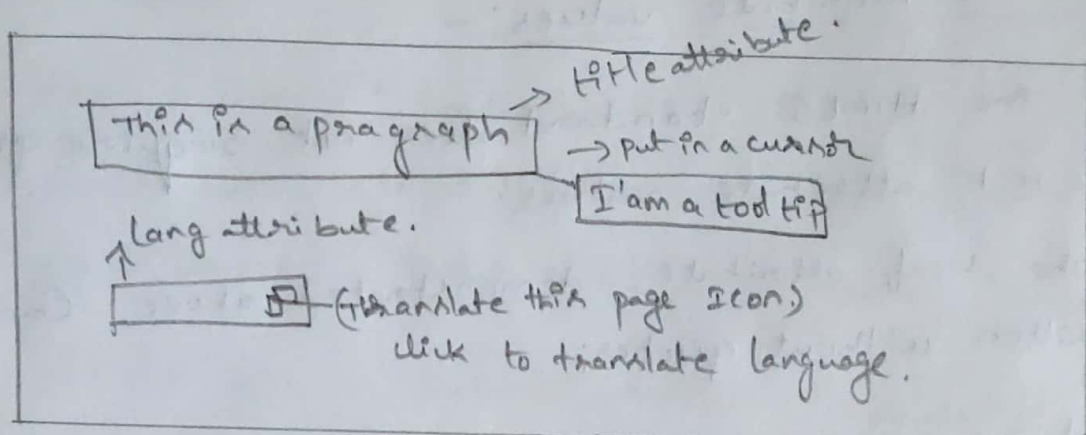 title attribute.
This is a pragraph
→ put in a cursor
I'am a tool tip
lang attribute.
(translate this page Icon)
click to translate language.